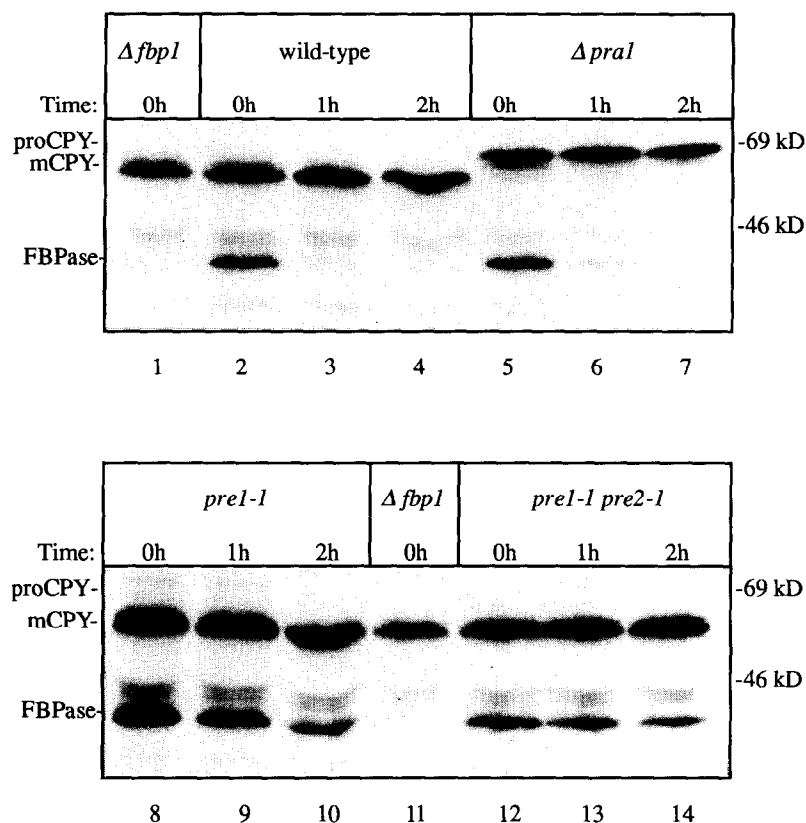 Δfbp1 wild-type Δpra1
Time: 0h 0h 1h 2h 0h 1h 2h
proCPY- -69 kD
mCPY-
-46 kD
FBPase-
1 2 3 4 5 6 7
pre1-1 Δfbp1 pre1-1 pre2-1
Time: 0h 1h 2h 0h 0h 1h 2h
proCPY- -69 kD
mCPY-
-46 kD
FBPase-
8 9 10 11 12 13 14